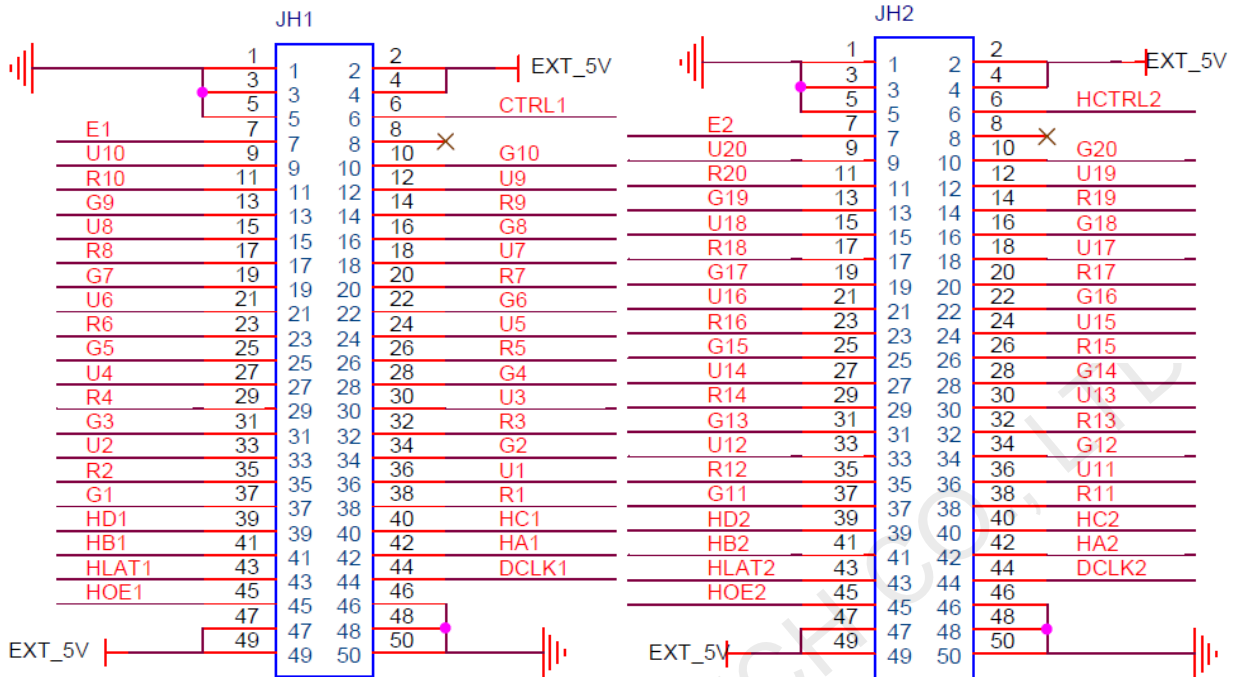 JH1
1 1 2 2 EXT_5V
3 3 4 4
5 5 6 6 CTRL1
E1 7 7 8 8
U10 9 9 10 10 G10
R10 11 11 12 12 U9
G9 13 13 14 14 R9
U8 15 15 16 16 G8
R8 17 17 18 18 U7
G7 19 19 20 20 R7
U6 21 21 22 22 G6
R6 23 23 24 24 U5
G5 25 25 26 26 R5
U4 27 27 28 28 G4
R4 29 29 30 30 U3
G3 31 31 32 32 R3
U2 33 33 34 34 G2
R2 35 35 36 36 U1
G1 37 37 38 38 R1
HD1 39 39 40 40 HC1
HB1 41 41 42 42 HA1
HLAT1 43 43 44 44 DCLK1
HOE1 45 45 46 46
47 47 48 48
EXT_5V 49 49 50 50
JH2
1 1 2 2 EXT_5V
3 3 4 4
5 5 6 6 HCTRL2
E2 7 7 8 8
U20 9 9 10 10 G20
R20 11 11 12 12 U19
G19 13 13 14 14 R19
U18 15 15 16 16 G18
R18 17 17 18 18 U17
G17 19 19 20 20 R17
U16 21 21 22 22 G16
R16 23 23 24 24 U15
G15 25 25 26 26 R15
U14 27 27 28 28 G14
R14 29 29 30 30 U13
G13 31 31 32 32 R13
U12 33 33 34 34 G12
R12 35 35 36 36 U11
G11 37 37 38 38 R11
HD2 39 39 40 40 HC2
HB2 41 41 42 42 HA2
HLAT2 43 43 44 44 DCLK2
HOE2 45 45 46 46
47 47 48 48
EXT_5V 49 49 50 50
CO., LTD